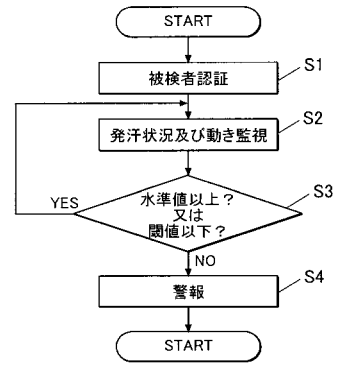 START
被検者認証
S1
発汗状況及び動き監視
S2
水準値以上?
又は
閾値以下?
S3
YES
NO
警報
S4
START